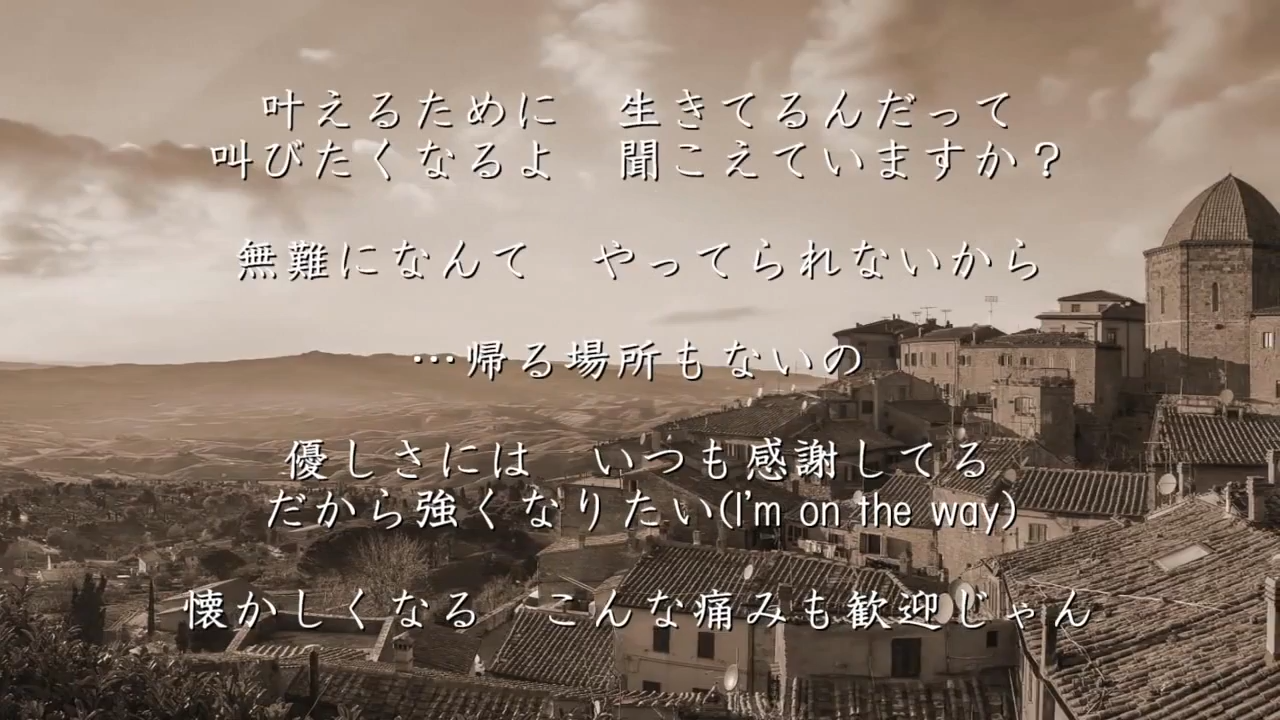 叶えるために　生きてるんだって
叫びたくなるよ　聞こえていますか？
無難になんて　やってられないから
…帰る場所もないの
優しさには　いつも感謝してる
だから強くなりたい(I'm on the way)
懐かしくなる　こんな痛みも歓迎じゃん